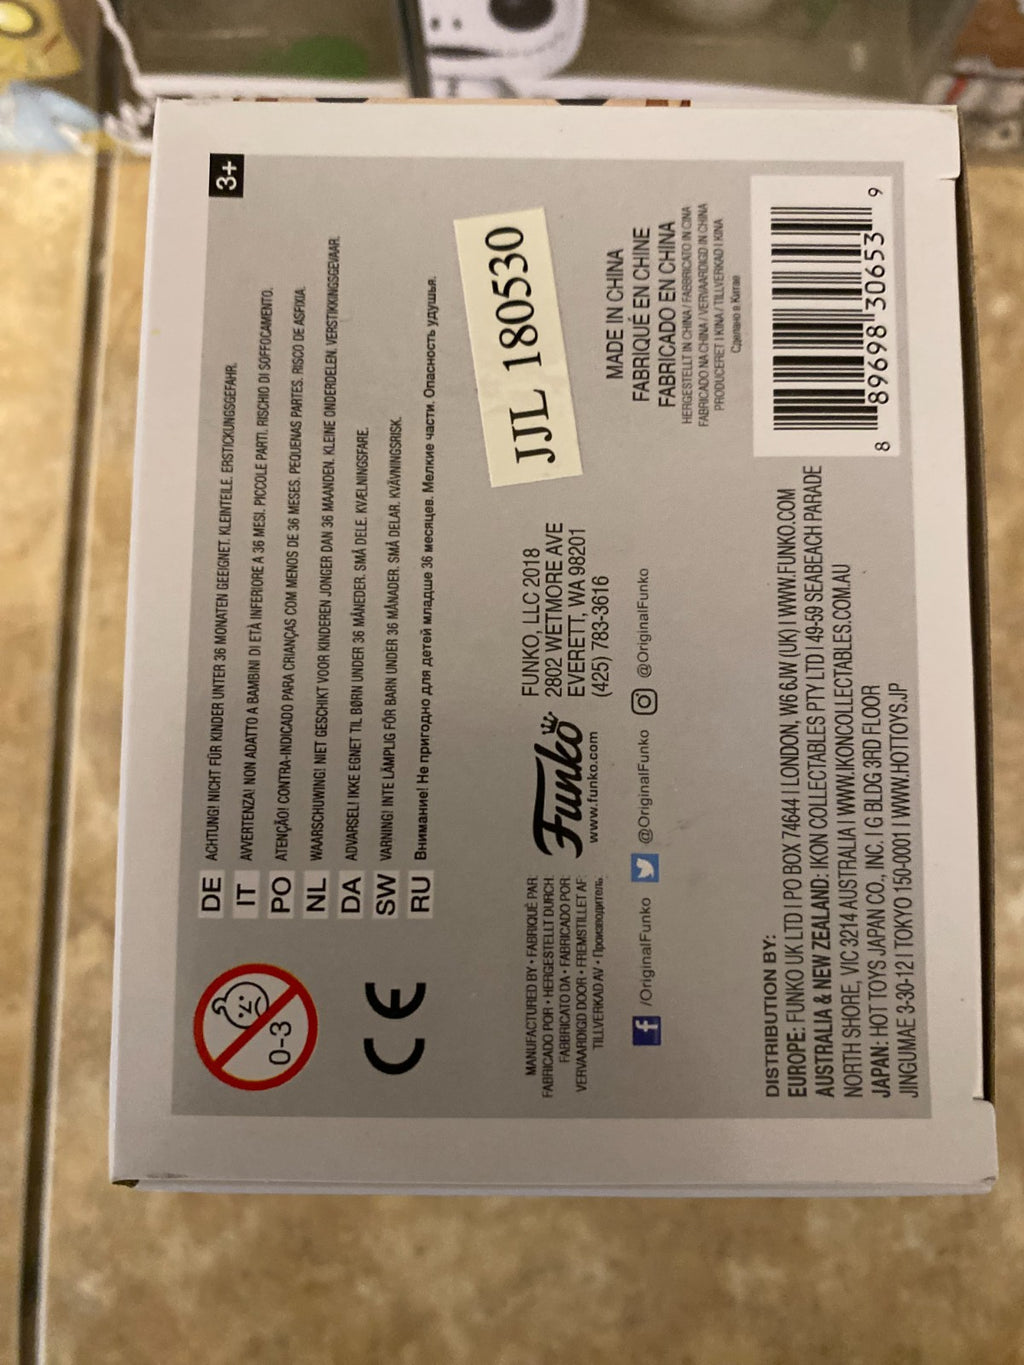 3+
DE ACHTUNG! NICHT FÜR KINDER UNTER 36 MONATEN GEEIGNET. KLEINTEILE. ERSTICKUNGSGEFAHR.
IT AVVERTENZA! NON ADATTO A BAMBINI DI ETÀ INFERIORE A 36 MESI. PICCOLE PARTI. RISCHIO DI SOFFOCAMENTO.
PO ATENÇÃO! CONTRA-INDICADO PARA CRIANÇAS COM MENOS DE 36 MESES. PEQUENAS PARTES. RISCO DE ASFIXIA.
NL WAARSCHUWING! NIET GESCHIKT VOOR KINDEREN JONGER DAN 36 MAANDEN. KLEINE ONDERDELEN. VERSTIKKINGSGEVAAR.
DA ADVARSEL! IKKE EGNET TIL BØRN UNDER 36 MÅNEDER. SMÅ DELE. KVÆLNINGSFARE.
SW VARNING! INTE LÄMPLIG FÖR BARN UNDER 36 MÅNADER. SMÅ DELAR. KVÄVNINGSRISK.
RU Внимание! Не пригодно для детей младше 36 месяцев. Мелкие части. Опасность удушья.
0-3
CE
MANUFACTURED BY • FABRIQUÉ PAR
FABRICADO POR • HERGESTELLT DURCH
FABBRICATO DA • FABRICADO POR
VERVAARDIGD DOOR • FREMSTILLET AF
TILLVERKAD AV • Производитель
Funko
www.funko.com
FUNKO, LLC 2018
2802 WETMORE AVE
EVERETT, WA 98201
(425) 783-3616
/OriginalFunko @OriginalFunko @OriginalFunko
JJL 180530
MADE IN CHINA
FABRIQUÉ EN CHINE
FABRICADO EN CHINA
HERGESTELLT IN CHINA / FABBRICATO IN CINA
FABRICADO NA CHINA / VERVAARDIGD IN CHINA
PRODUCERET I KINA / TILLVERKAD I KINA
Сделано в Китае
DISTRIBUTION BY:
EUROPE: FUNKO UK LTD | PO BOX 74644 | LONDON, W6 6JW (UK) | WWW.FUNKO.COM
AUSTRALIA & NEW ZEALAND: IKON COLLECTABLES PTY LTD | 49-59 SEABEACH PARADE
NORTH SHORE, VIC 3214 AUSTRALIA | WWW.IKONCOLLECTABLES.COM.AU
JAPAN: HOT TOYS JAPAN CO., INC. | G BLDG 3RD FLOOR
JINGUMAE 3-30-12 | TOKYO 150-0001 | WWW.HOTTOYS.JP
8 89698 30653 9